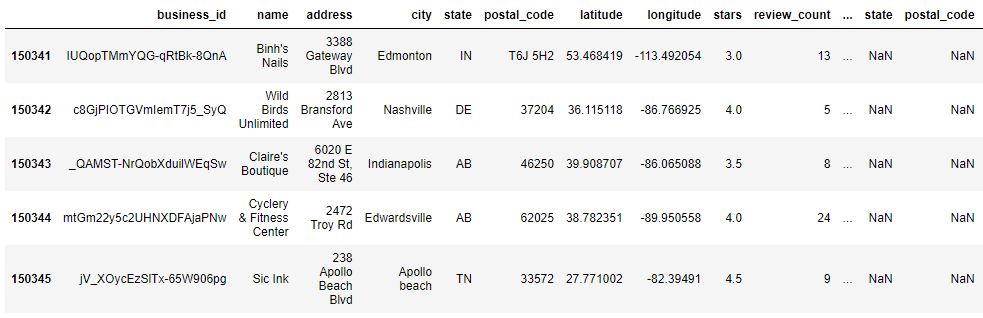 business_id name address city state postal_code latitude longitude stars review_count ... state postal_code
150341 IUQopTMmYQG-qRtBk-8QnA Binh's Nails 3388 Gateway Blvd Edmonton IN T6J 5H2 53.468419 -113.492054 3.0 13 ... NaN NaN
150342 c8GjPIOTGVmIemT7j5_SyQ Wild Birds Unlimited 2813 Bransford Ave Nashville DE 37204 36.115118 -86.766925 4.0 5 ... NaN NaN
150343 _QAMST-NrQobXduilWEqSw Claire's Boutique 6020 E 82nd St, Ste 46 Indianapolis AB 46250 39.908707 -86.065088 3.5 8 ... NaN NaN
150344 mtGm22y5c2UHNXDFAjaPNw Cyclery & Fitness Center 2472 Troy Rd Edwardsville AB 62025 38.782351 -89.950558 4.0 24 ... NaN NaN
150345 jV_XOycEzSlTx-65W906pg Sic Ink 238 Apollo Beach Blvd Apollo beach TN 33572 27.771002 -82.39491 4.5 9 ... NaN NaN